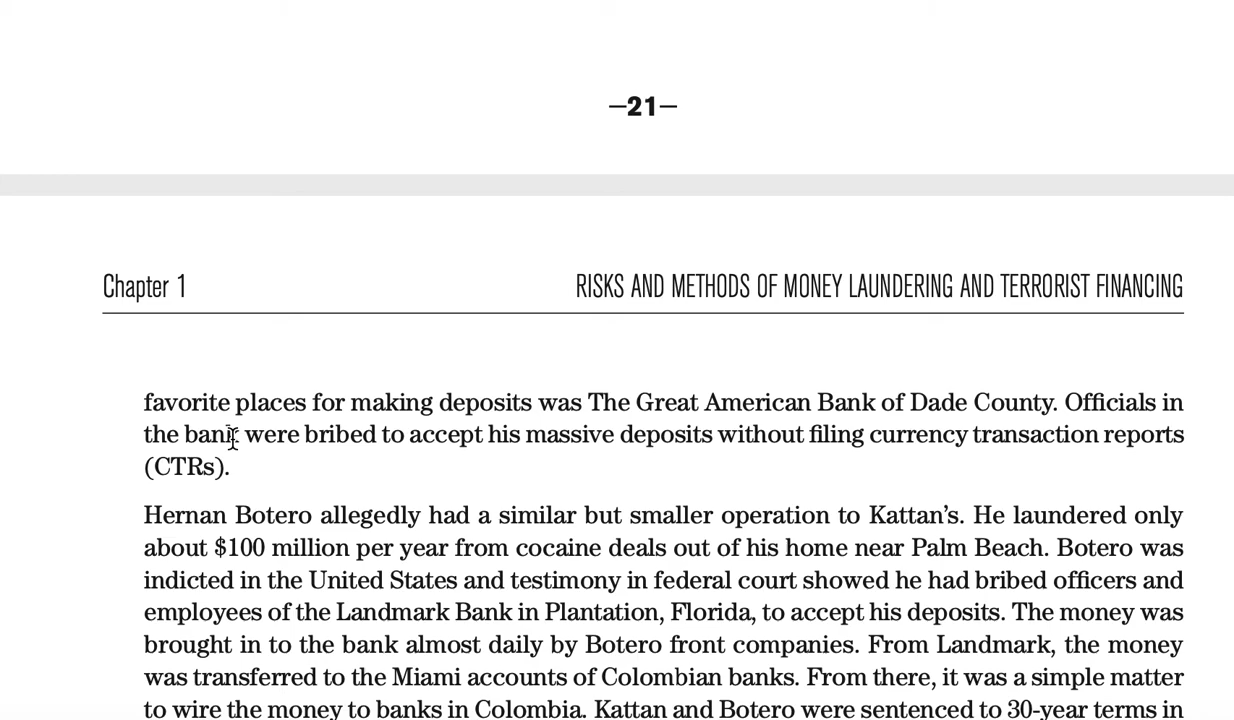 —21—
Chapter 1
RISKS AND METHODS OF MONEY LAUNDERING AND TERRORIST FINANCING
favorite places for making deposits was The Great American Bank of Dade County. Officials in
the bank were bribed to accept his massive deposits without filing currency transaction reports
(CTRs).
Hernan Botero allegedly had a similar but smaller operation to Kattan’s. He laundered only
about $100 million per year from cocaine deals out of his home near Palm Beach. Botero was
indicted in the United States and testimony in federal court showed he had bribed officers and
employees of the Landmark Bank in Plantation, Florida, to accept his deposits. The money was
brought in to the bank almost daily by Botero front companies. From Landmark, the money
was transferred to the Miami accounts of Colombian banks. From there, it was a simple matter
to wire the money to banks in Colombia. Kattan and Botero were sentenced to 30-year terms in